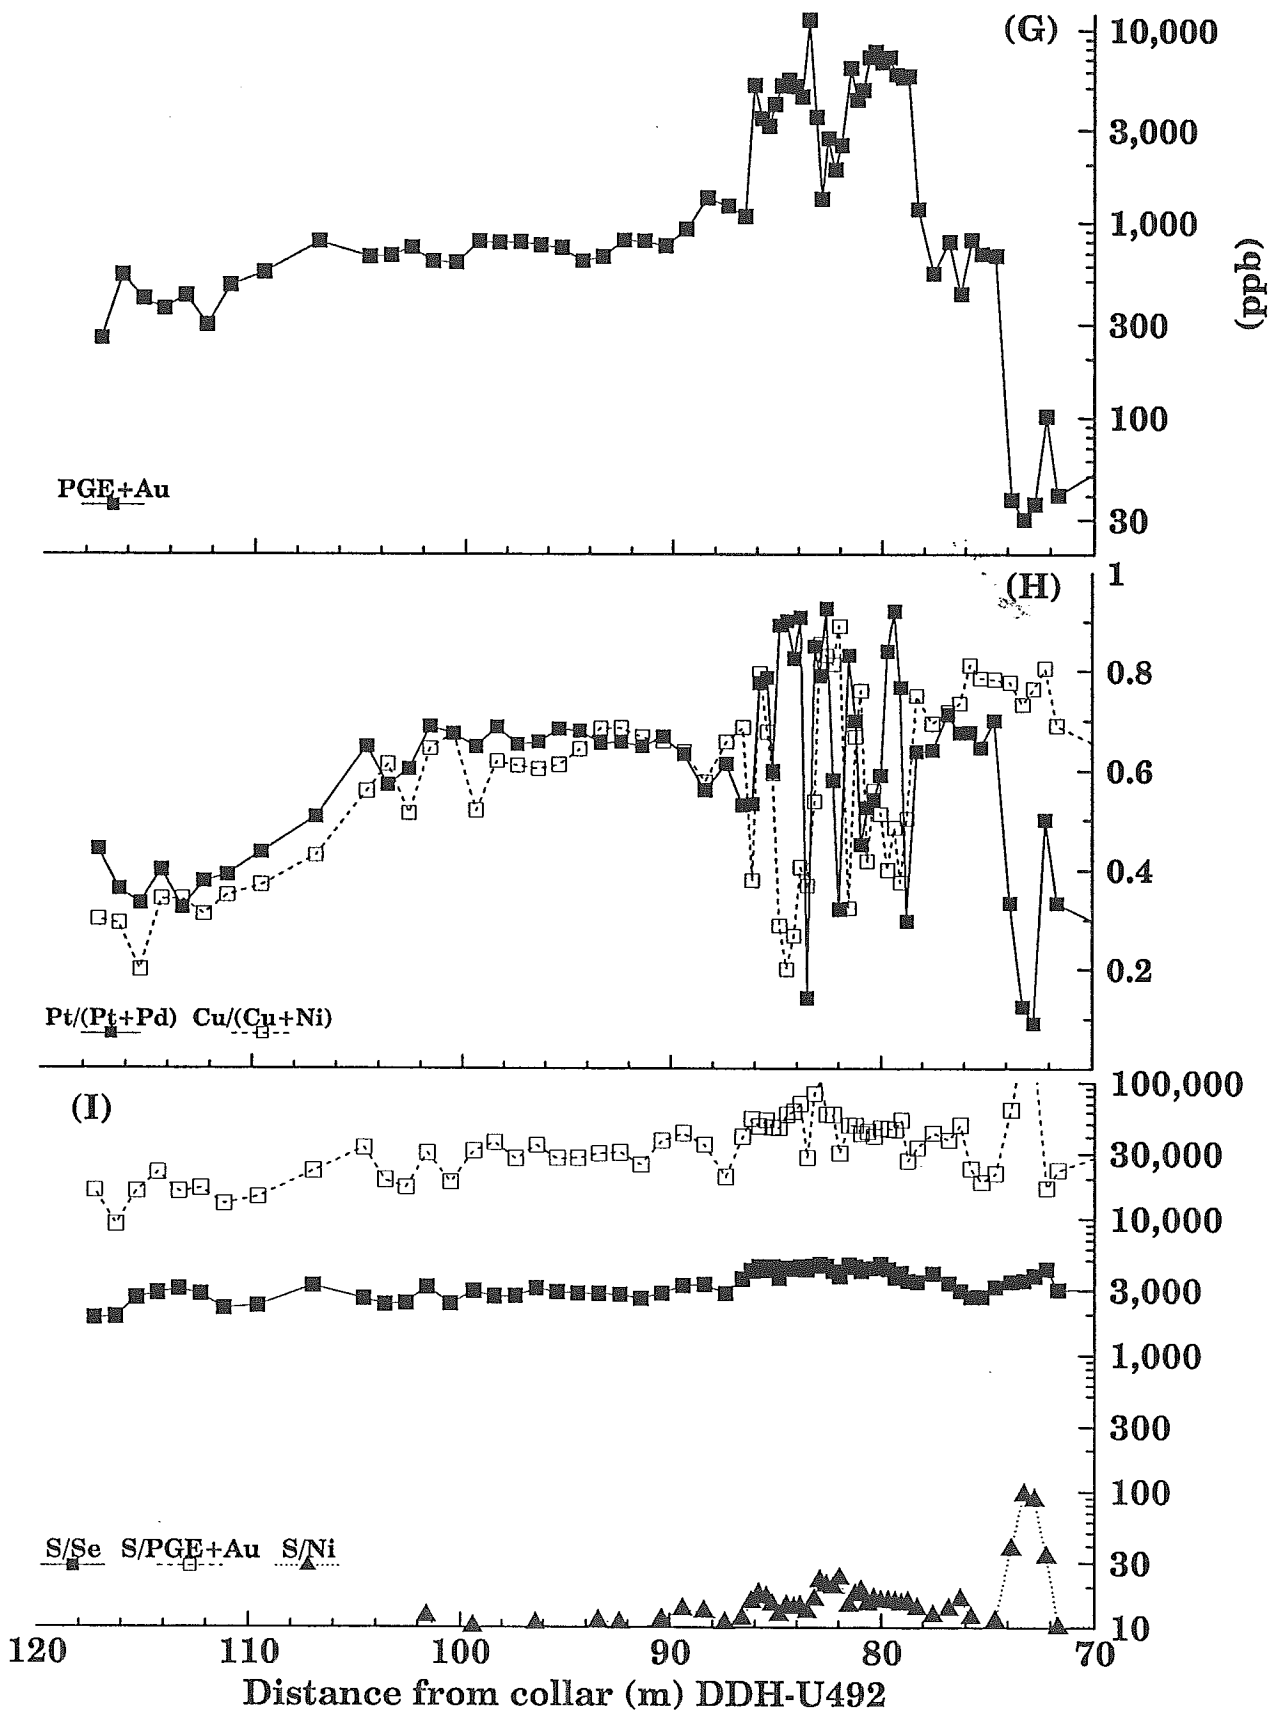 (G)
10,000
3,000
1,000
300
100
30
(ppb)
PGE+Au
(H)
1
0.8
0.6
0.4
0.2
Pt/(Pt+Pd) Cu/(Cu+Ni)
(I)
100,000
30,000
10,000
3,000
1,000
300
100
30
10
S/Se S/PGE+Au S/Ni
120 110 100 90 80 70
Distance from collar (m) DDH-U492